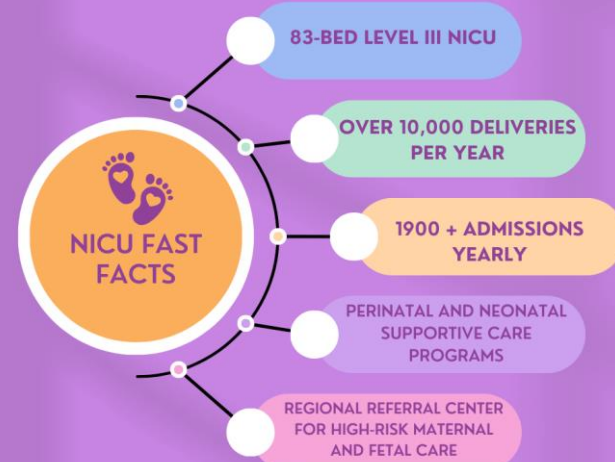 83-BED LEVEL III NICU
OVER 10,000 DELIVERIES
PER YEAR
NICU FAST
FACTS
1900 + ADMISSIONS
YEARLY
PERINATAL AND NEONATAL
SUPPORTIVE CARE
PROGRAMS
REGIONAL REFERRAL CENTER
FOR HIGH-RISK MATERNAL
AND FETAL CARE